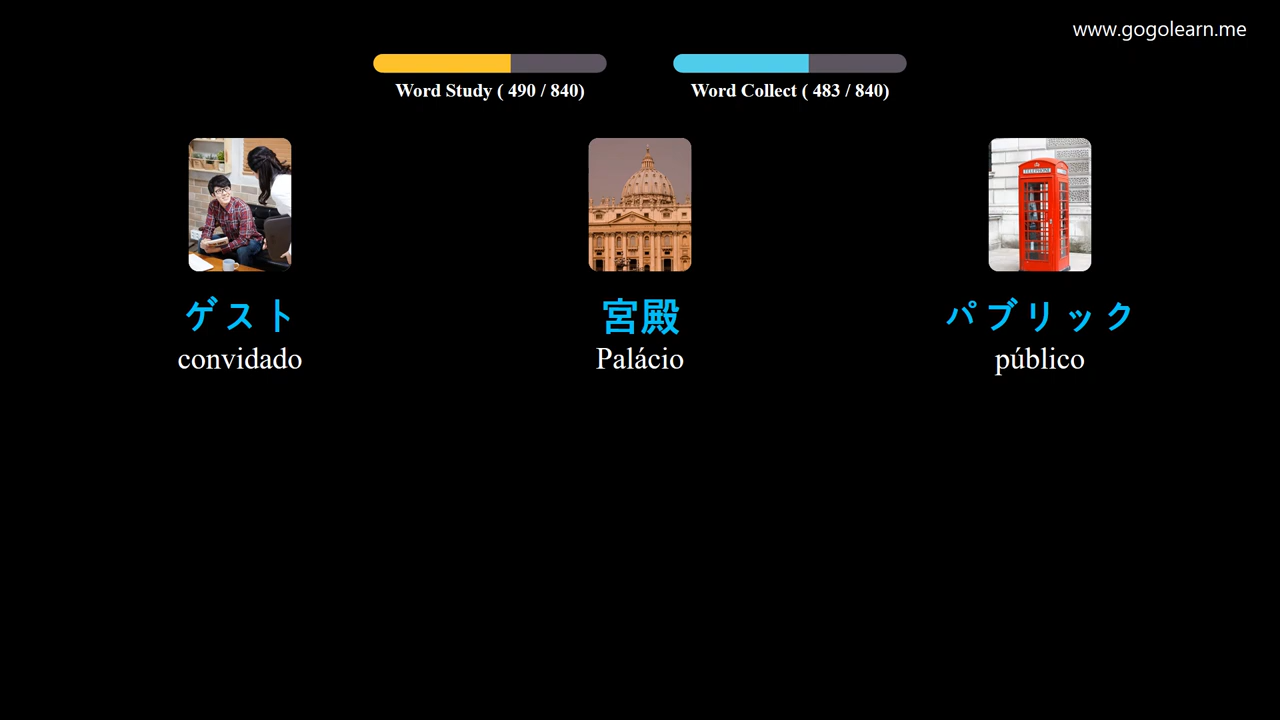 www.gogolearn.me
Word Study ( 490 / 840)
Word Collect ( 483 / 840)
TELEPHONE
ゲスト
宮殿
パブリック
convidado
Palácio
público